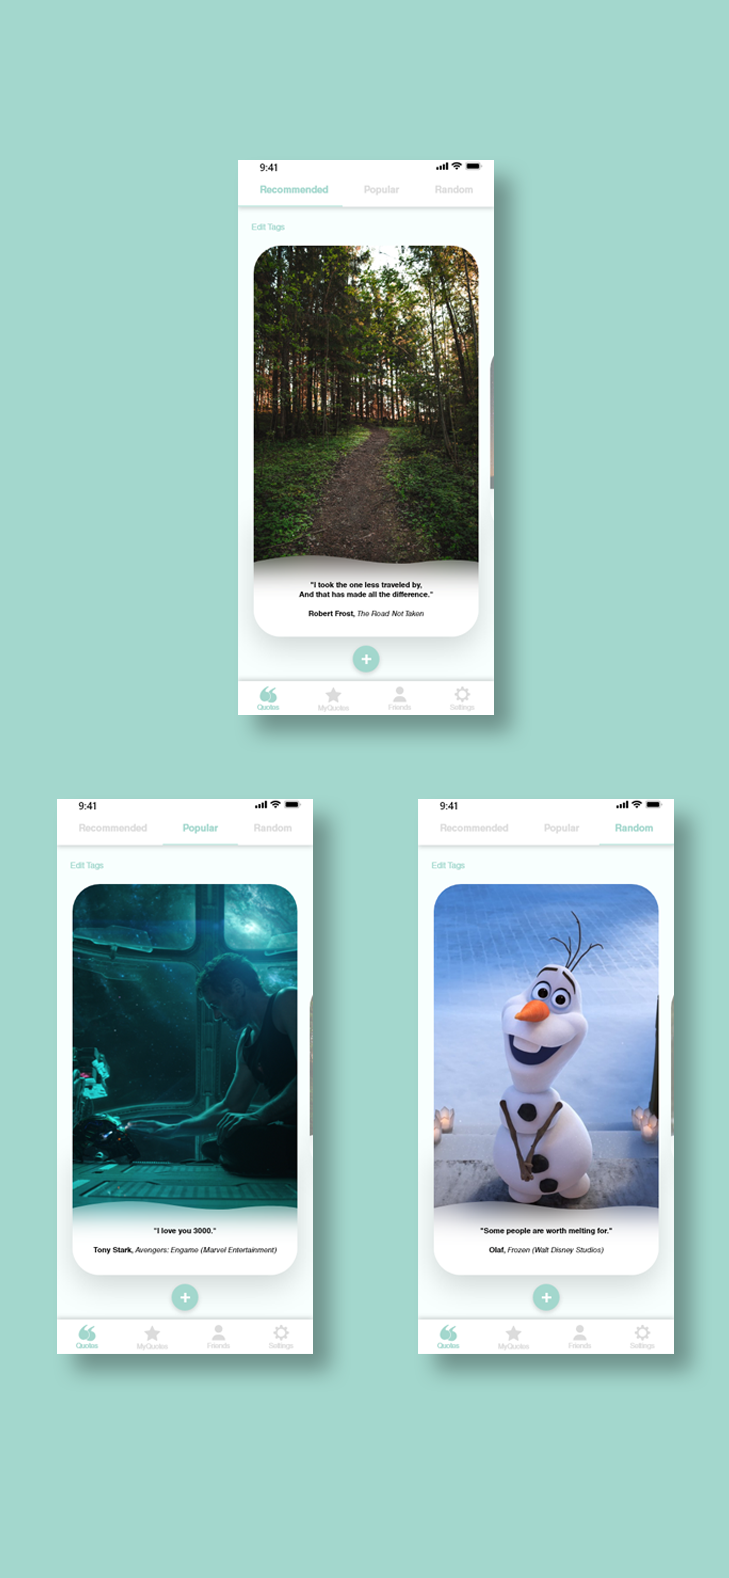 9:41
Recommended Popular Random
Edit Tags
"I took the one less traveled by,
And that has made all the difference."
Robert Frost, The Road Not Taken
+
Quotes MyQuotes Friends Settings
9:41
Recommended Popular Random
Edit Tags
"I love you 3000."
Tony Stark, Avengers: Engame (Marvel Entertainment)
+
Quotes MyQuotes Friends Settings
9:41
Recommended Popular Random
Edit Tags
"Some people are worth melting for."
Olaf, Frozen (Walt Disney Studios)
+
Quotes MyQuotes Friends Settings